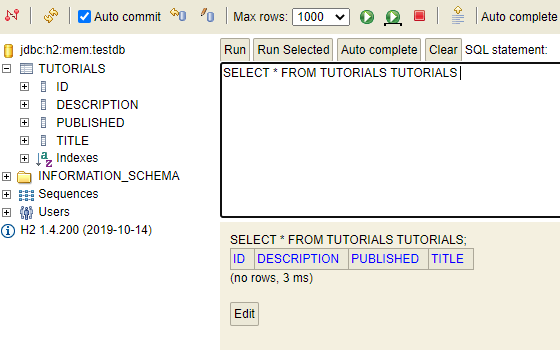 Auto commit Max rows: 1000 Auto complete
jdbc:h2:mem:testdb
TUTORIALS
ID
DESCRIPTION
PUBLISHED
TITLE
Indexes
INFORMATION_SCHEMA
Sequences
Users
H2 1.4.200 (2019-10-14)
Run Run Selected Auto complete Clear SQL statement:
SELECT * FROM TUTORIALS TUTORIALS
SELECT * FROM TUTORIALS TUTORIALS;
ID DESCRIPTION PUBLISHED TITLE
(no rows, 3 ms)
Edit